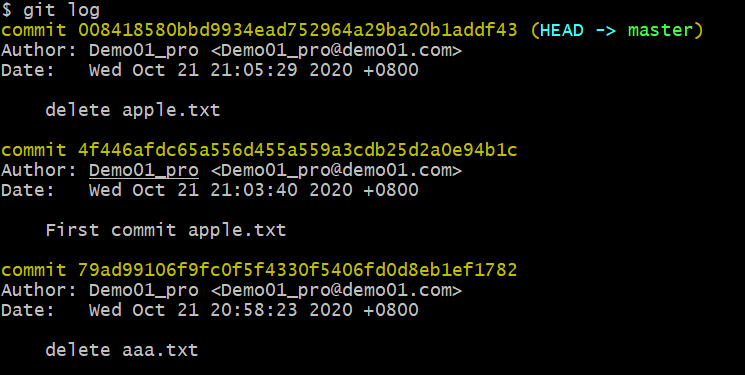 $ git log
commit 008418580bbd9934ead752964a29ba20b1addf43 (HEAD -> master)
Author: Demo01_pro <Demo01_pro@demo01.com>
Date:   Wed Oct 21 21:05:29 2020 +0800
    delete apple.txt
commit 4f446afdc65a556d455a559a3cdb25d2a0e94b1c
Author: Demo01_pro <Demo01_pro@demo01.com>
Date:   Wed Oct 21 21:03:40 2020 +0800
    First commit apple.txt
commit 79ad99106f9fc0f5f4330f5406fd0d8eb1ef1782
Author: Demo01_pro <Demo01_pro@demo01.com>
Date:   Wed Oct 21 20:58:23 2020 +0800
    delete aaa.txt